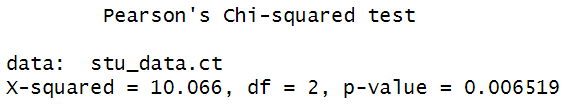 Pearson's Chi-squared test
data:  stu_data.ct
X-squared = 10.066, df = 2, p-value = 0.006519